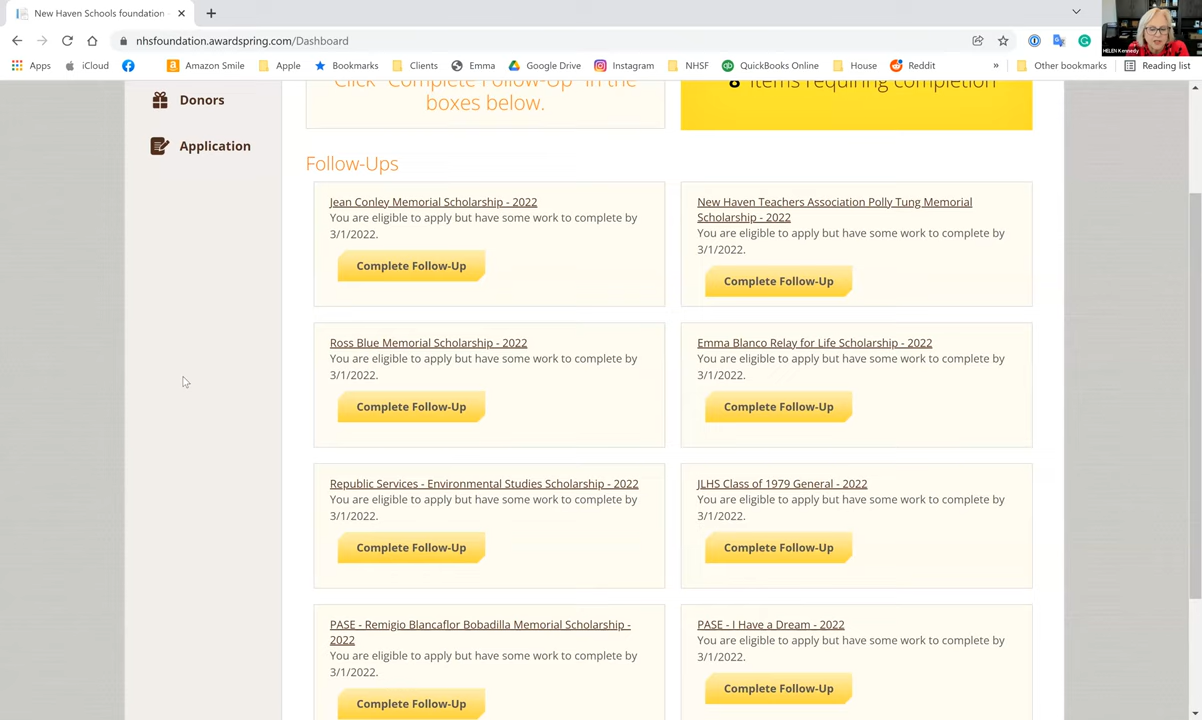 New Haven Schools foundation -
nhsfoundation.awardspring.com/Dashboard
HELEN Kennedy
Apps
iCloud
Amazon Smile
Apple
Bookmarks
Clients
Emma
Google Drive
Instagram
NHSF
QuickBooks Online
House
Reddit
»
Other bookmarks
Reading list
Donors
Application
Click "Complete Follow-Up" in the
boxes below.
8 items requiring completion
Follow-Ups
Jean Conley Memorial Scholarship - 2022
You are eligible to apply but have some work to complete by
3/1/2022.
Complete Follow-Up
New Haven Teachers Association Polly Tung Memorial
Scholarship - 2022
You are eligible to apply but have some work to complete by
3/1/2022.
Complete Follow-Up
Ross Blue Memorial Scholarship - 2022
You are eligible to apply but have some work to complete by
3/1/2022.
Complete Follow-Up
Emma Blanco Relay for Life Scholarship - 2022
You are eligible to apply but have some work to complete by
3/1/2022.
Complete Follow-Up
Republic Services - Environmental Studies Scholarship - 2022
You are eligible to apply but have some work to complete by
3/1/2022.
Complete Follow-Up
JLHS Class of 1979 General - 2022
You are eligible to apply but have some work to complete by
3/1/2022.
Complete Follow-Up
PASE - Remigio Blancaflor Bobadilla Memorial Scholarship -
2022
You are eligible to apply but have some work to complete by
3/1/2022.
Complete Follow-Up
PASE - I Have a Dream - 2022
You are eligible to apply but have some work to complete by
3/1/2022.
Complete Follow-Up